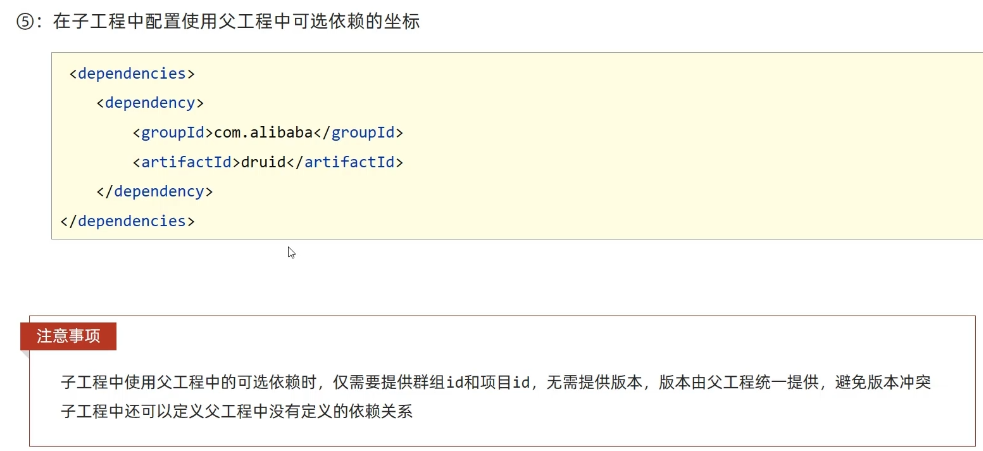 ⑤：在子工程中配置使用父工程中可选依赖的坐标
<dependencies>
<dependency>
<groupId>com.alibaba</groupId>
<artifactId>druid</artifactId>
</dependency>
</dependencies>
注意事项
子工程中使用父工程中的可选依赖时，仅需要提供群组id和项目id，无需提供版本，版本由父工程统一提供，避免版本冲突
子工程中还可以定义父工程中没有定义的依赖关系